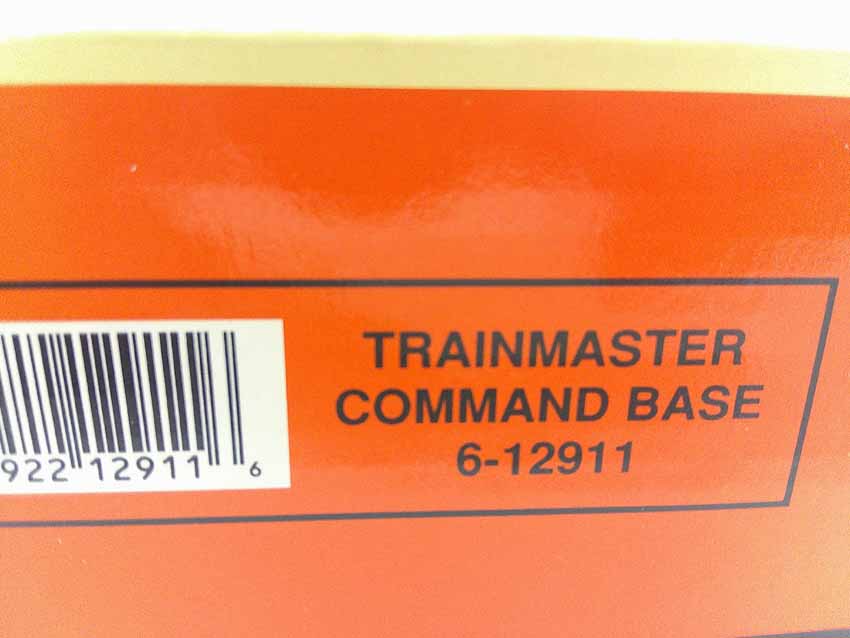 TRAINMASTER
COMMAND BASE
6-12911
922 12911 6